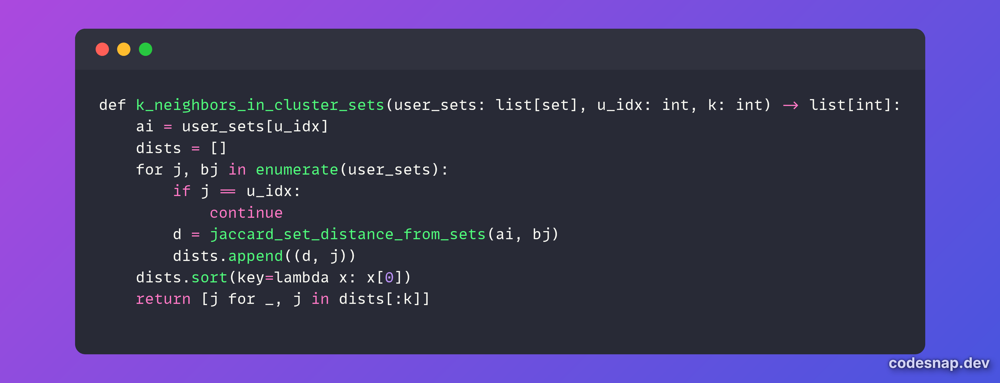 def k_neighbors_in_cluster_sets(user_sets: list[set], u_idx: int, k: int) -> list[int]:
    ai = user_sets[u_idx]
    dists = []
    for j, bj in enumerate(user_sets):
        if j == u_idx:
            continue
        d = jaccard_set_distance_from_sets(ai, bj)
        dists.append((d, j))
    dists.sort(key=lambda x: x[0])
    return [j for _, j in dists[:k]]
codesnap.dev